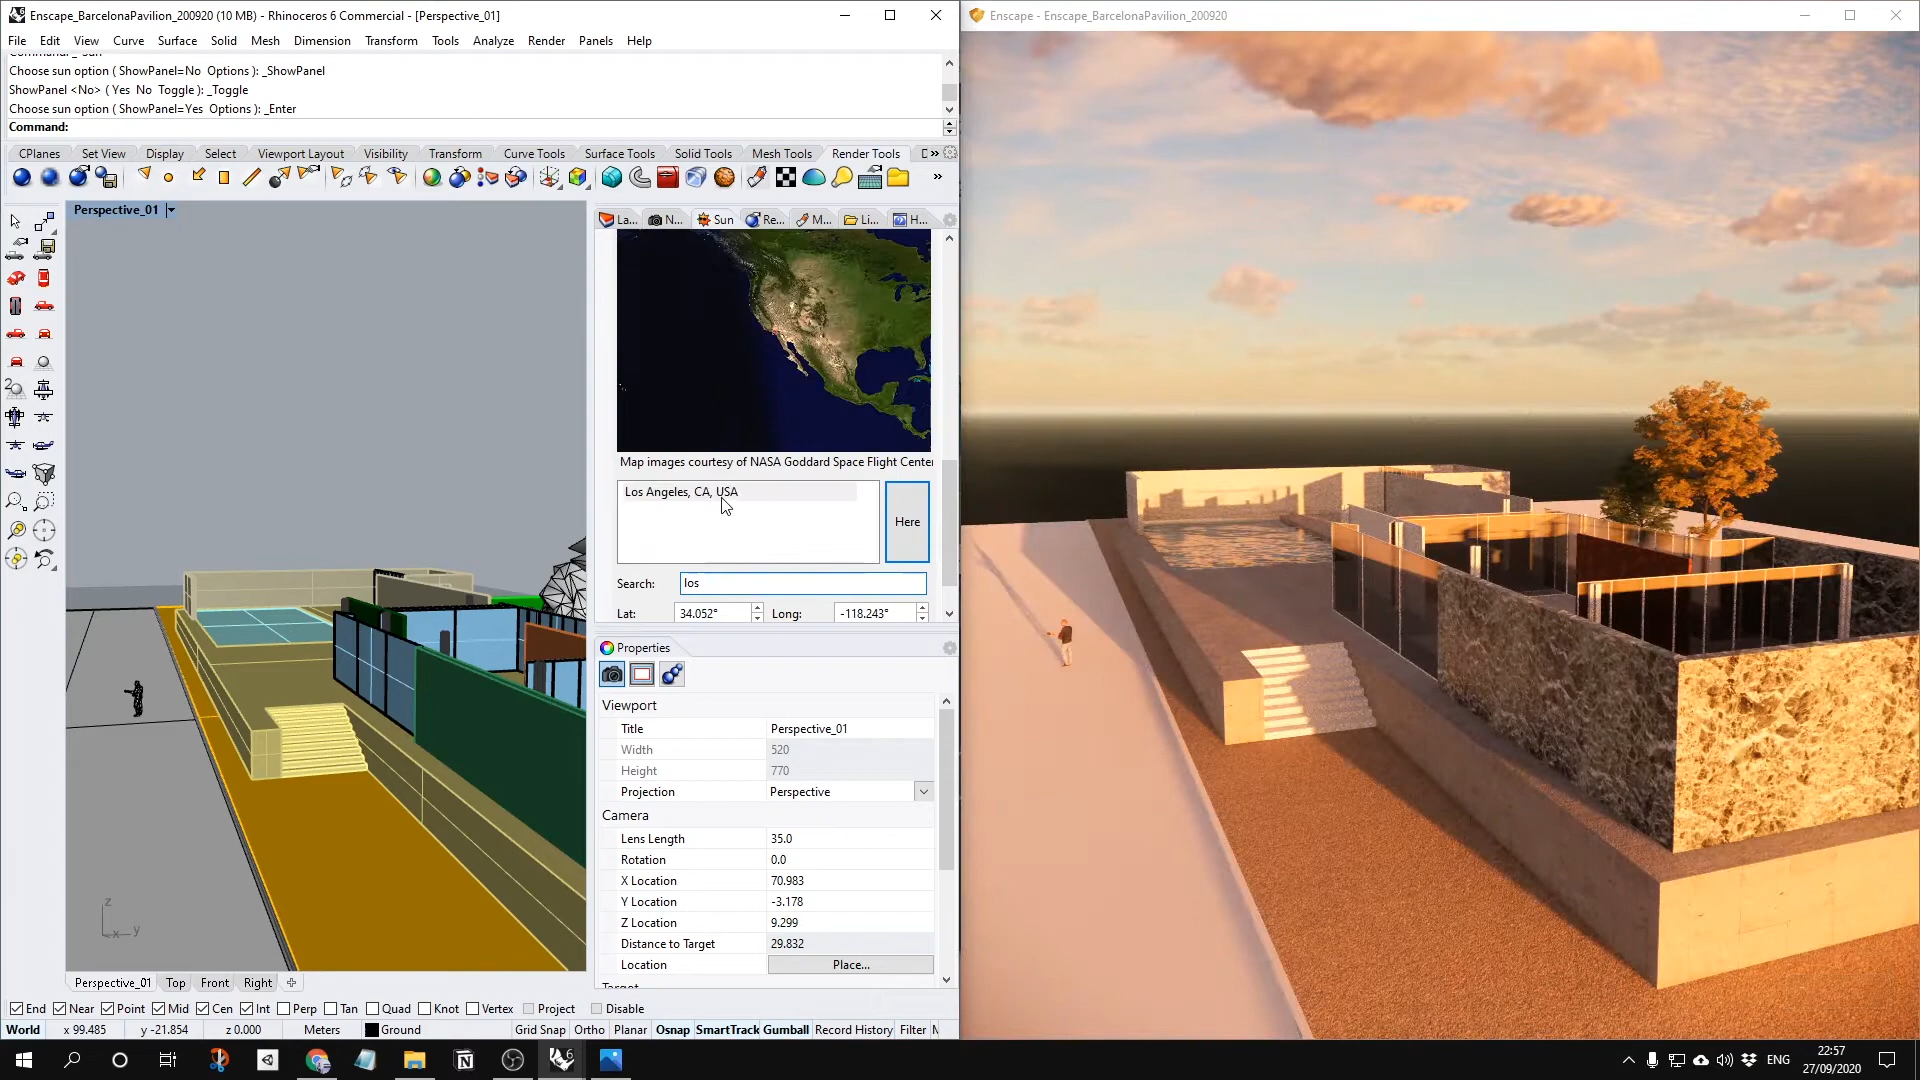 Enscape_BarcelonaPavilion_200920 (10 MB) - Rhinoceros 6 Commercial - [Perspective_01]
Enscape - Enscape_BarcelonaPavilion_200920
File Edit View Curve Surface Solid Mesh Dimension Transform Tools Analyze Render Panels Help
Choose sun option ( ShowPanel=No Options ): _ShowPanel
ShowPanel <No> ( Yes No Toggle ): _Toggle
Choose sun option ( ShowPanel=Yes Options ): _Enter
Command:
CPlanes Set View Display Select Viewport Layout Visibility Transform Curve Tools Surface Tools Solid Tools Mesh Tools Render Tools
Perspective_01
La... N... Sun Re... M... Li... H...
Map images courtesy of NASA Goddard Space Flight Center
Los Angeles, CA, USA
Here
Search: los
Lat: 34.052° Long: -118.243°
Properties
Viewport
Title Perspective_01
Width 520
Height 770
Projection Perspective
Camera
Lens Length 35.0
Rotation 0.0
X Location 70.983
Y Location -3.178
Z Location 9.299
Distance to Target 29.832
Location Place...
z
x y
Perspective_01 Top Front Right
End Near Point Mid Cen Int Perp Tan Quad Knot Vertex Project Disable
World x 99.485 y -21.854 z 0.000 Meters Ground Grid Snap Ortho Planar Osnap SmartTrack Gumball Record History Filter
ENG
22:57
27/09/2020